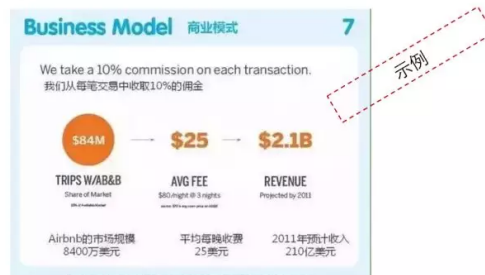 Business Model 商业模式 7
We take a 10% commission on each transaction.
我们从每笔交易中收取10%的佣金
$84M $25 $2.1B
TRIPS W/AB&B AVG FEE REVENUE
Share of Market $80/night @ 3 nights Projected by 2011
Airbnb的市场规模 平均每晚收费 2011年预计收入
8400万美元 25美元 210亿美元
示例